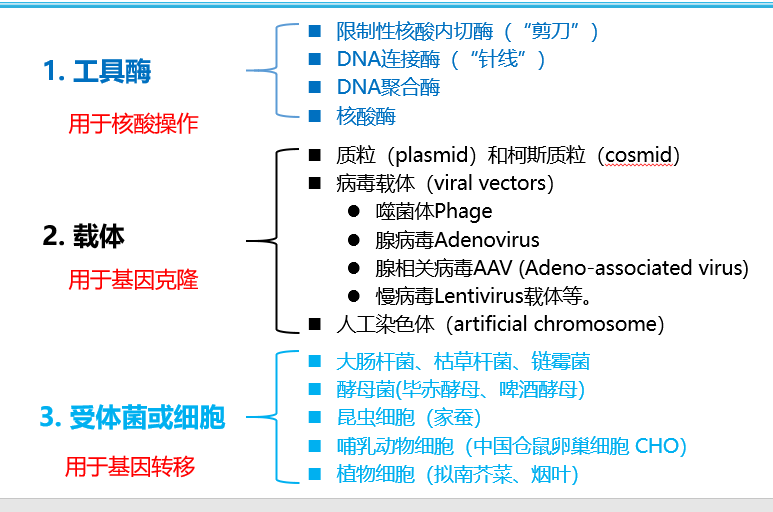 1. 工具酶
用于核酸操作
■ 限制性核酸内切酶（“剪刀”）
■ DNA连接酶（“针线”）
■ DNA聚合酶
■ 核酸酶
2. 载体
用于基因克隆
■ 质粒（plasmid）和柯斯质粒（cosmid）
■ 病毒载体（viral vectors）
● 噬菌体Phage
● 腺病毒Adenovirus
● 腺相关病毒AAV (Adeno-associated virus)
● 慢病毒Lentivirus载体等。
■ 人工染色体（artificial chromosome）
3. 受体菌或细胞
用于基因转移
■ 大肠杆菌、枯草杆菌、链霉菌
■ 酵母菌(毕赤酵母、啤酒酵母）
■ 昆虫细胞（家蚕）
■ 哺乳动物细胞（中国仓鼠卵巢细胞 CHO）
■ 植物细胞（拟南芥菜、烟叶）